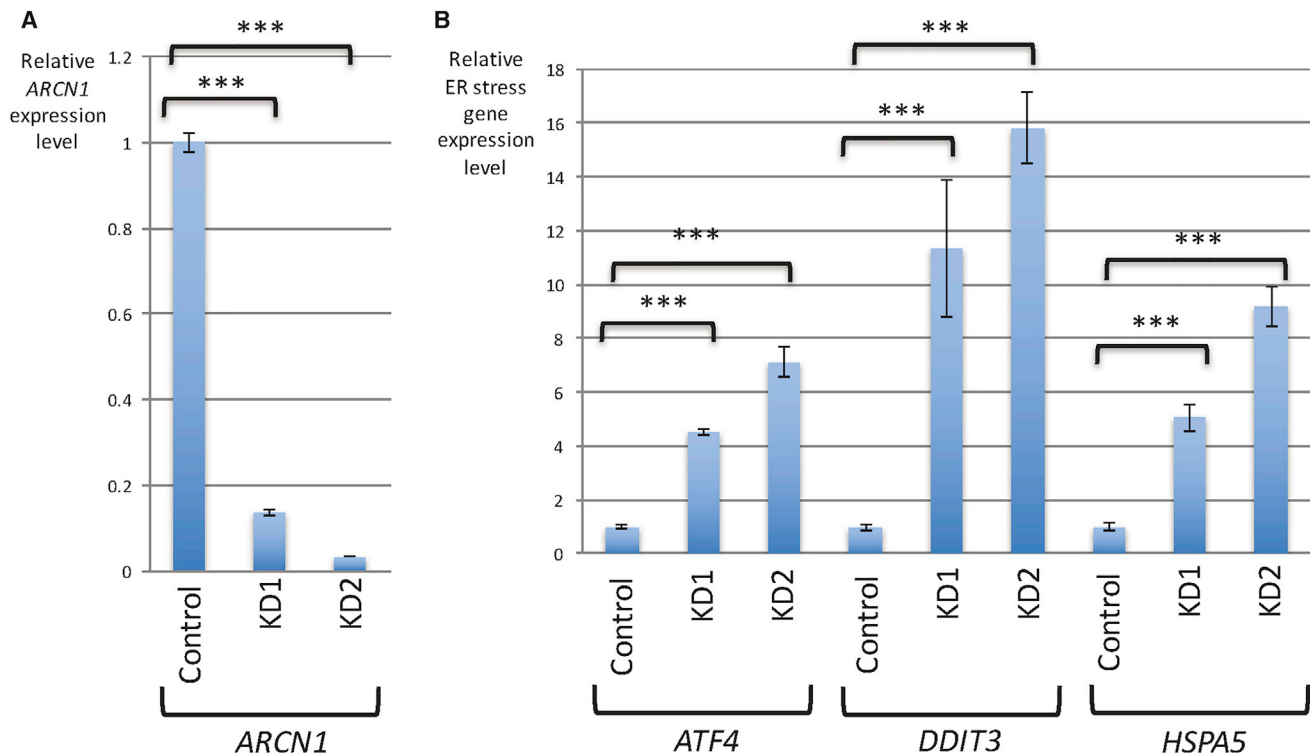 A
Relative
ARCN1
expression
level
***
***
1.2
1
0.8
0.6
0.4
0.2
0
Control
KD1
KD2
ARCN1
B
Relative
ER stress
gene
expression
level
***
***
***
***
***
***
18
16
14
12
10
8
6
4
2
0
Control
KD1
KD2
Control
KD1
KD2
Control
KD1
KD2
ATF4
DDIT3
HSPA5